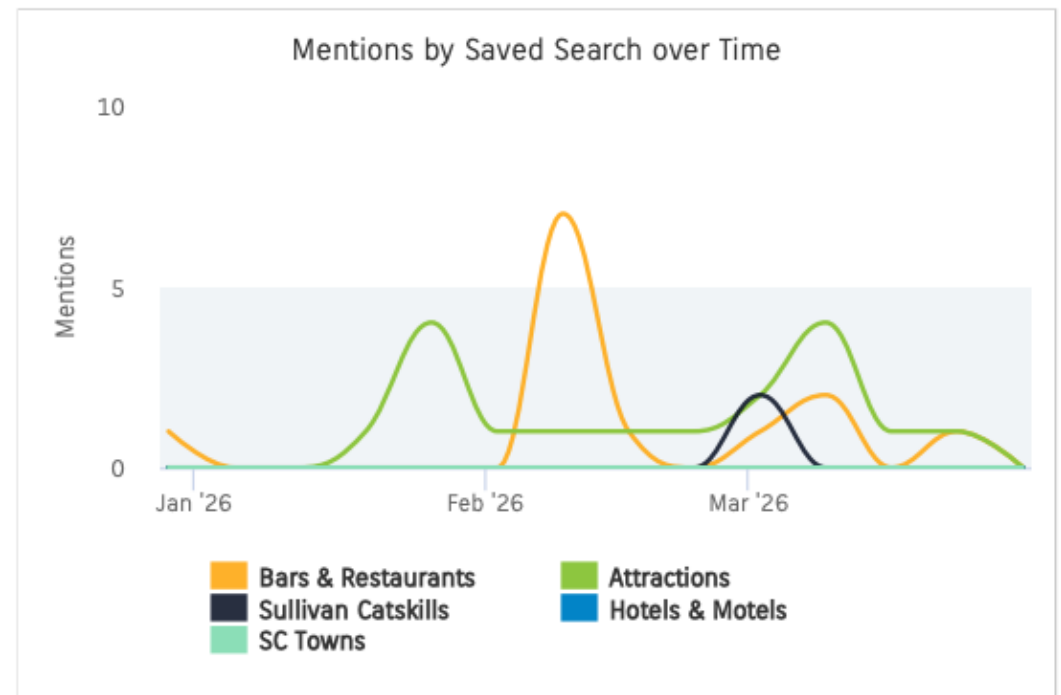 Mentions by Saved Search over Time
10
5
0
Mentions
Jan '26
Feb '26
Mar '26
Bars & Restaurants
Attractions
Sullivan Catskills
Hotels & Motels
SC Towns